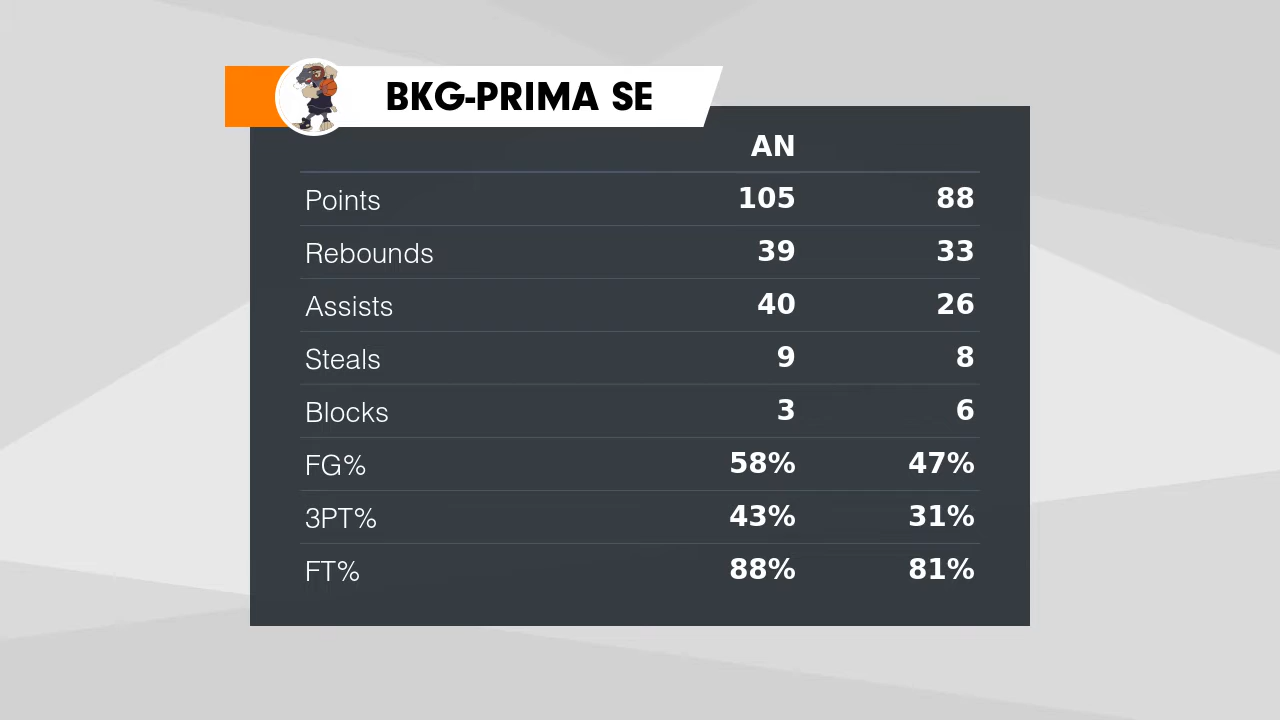 BKG-PRIMA SE
AN
Points 105 88
Rebounds 39 33
Assists 40 26
Steals 9 8
Blocks 3 6
FG% 58% 47%
3PT% 43% 31%
FT% 88% 81%